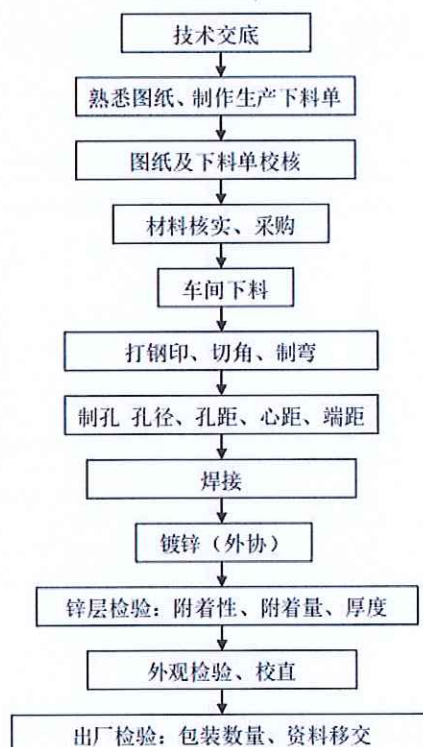 技术交底
熟悉图纸、制作生产下料单
图纸及下料单校核
材料核实、采购
车间下料
打钢印、切角、制弯
制孔 孔径、孔距、心距、端距
焊接
镀锌（外协）
锌层检验：附着性、附着量、厚度
外观检验、校直
出厂检验：包装数量、资料移交